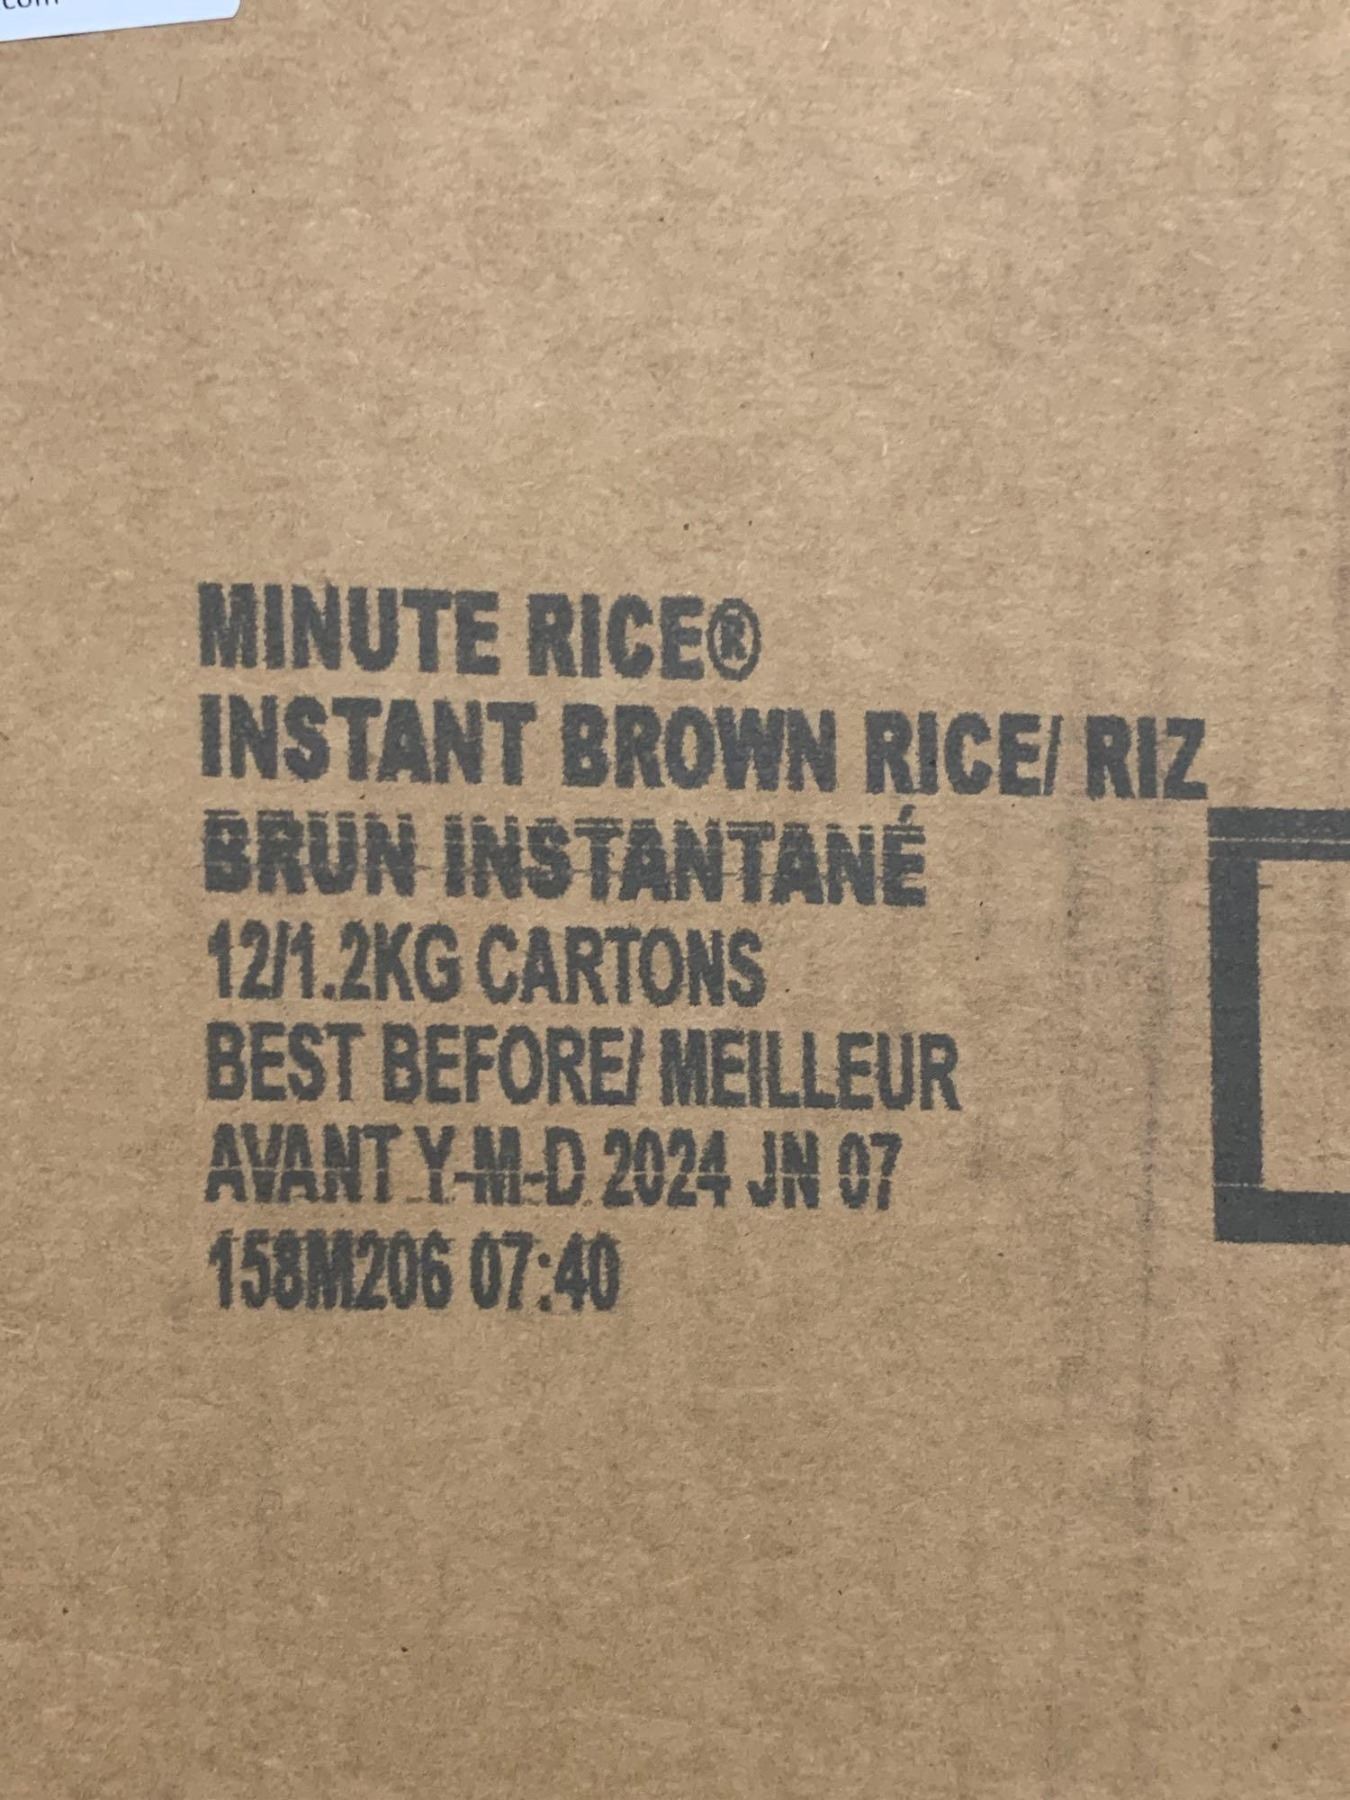 com
MINUTE RICE®
INSTANT BROWN RICE/ RIZ
BRUN INSTANTANÉ
12/1.2KG CARTONS
BEST BEFORE/ MEILLEUR
AVANT Y-M-D 2024 JN 07
158M206 07:40